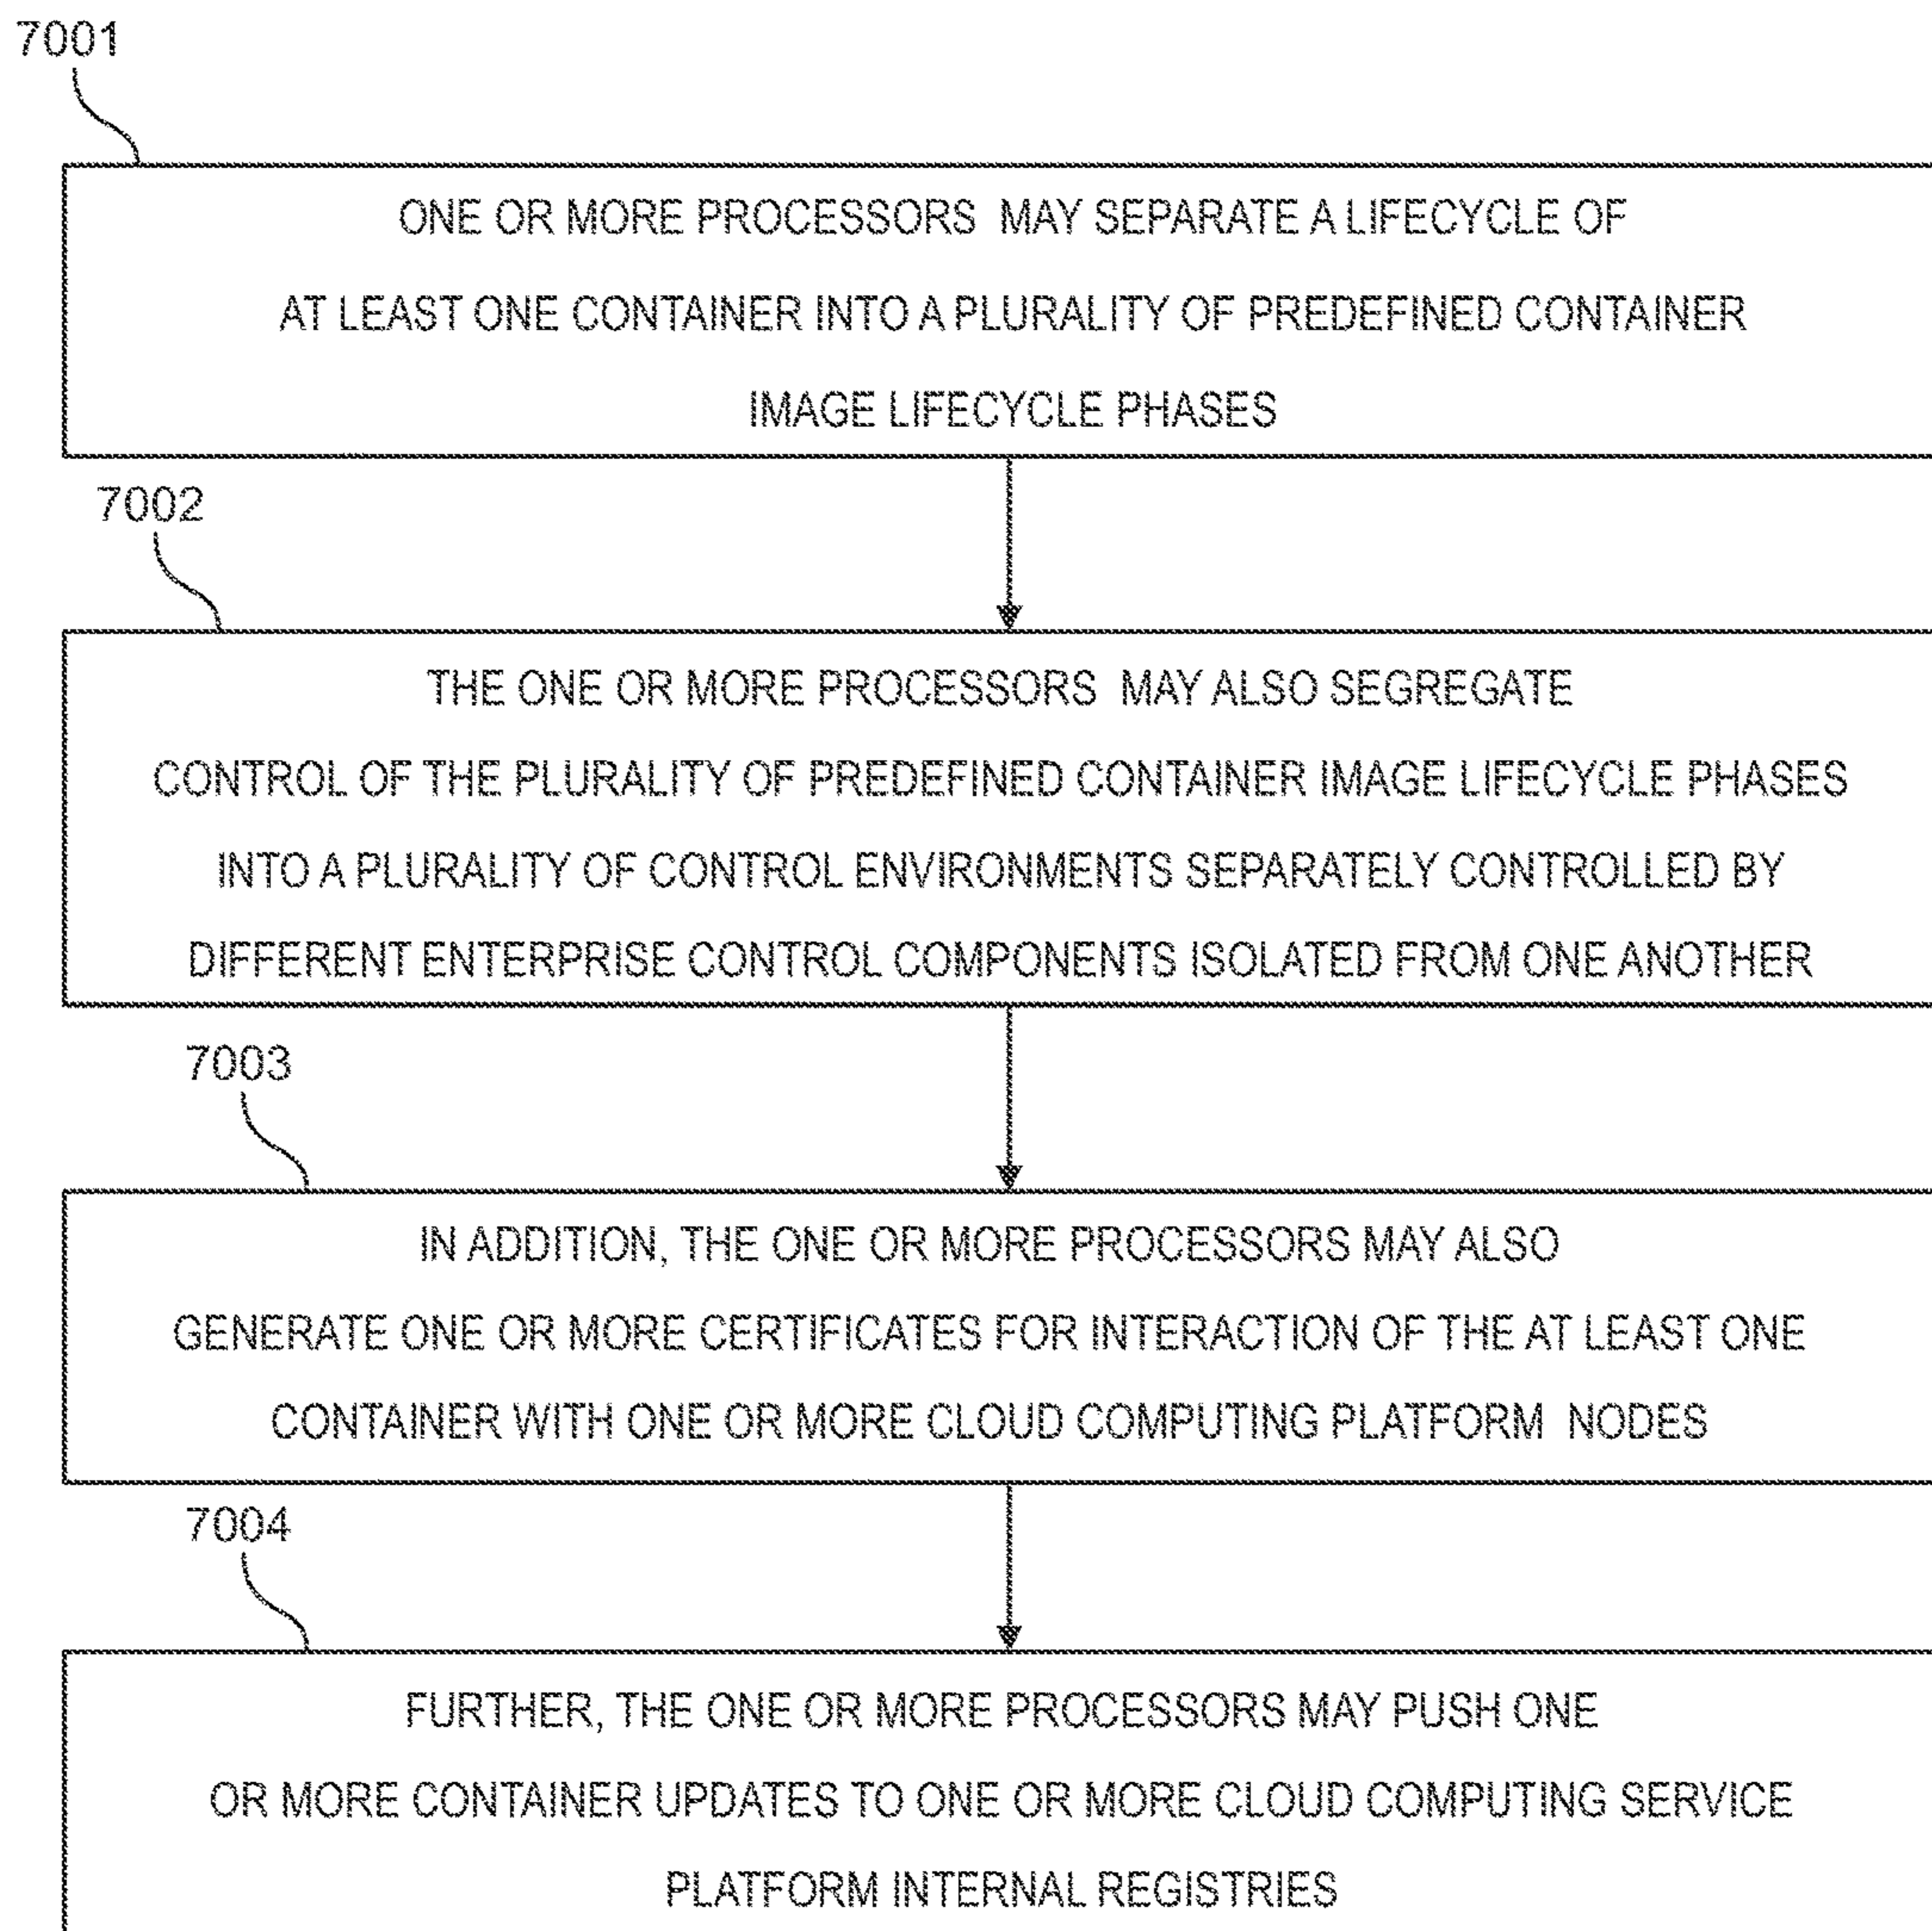 7001
ONE OR MORE PROCESSORS MAY SEPARATE A LIFECYCLE OF
AT LEAST ONE CONTAINER INTO A PLURALITY OF PREDEFINED CONTAINER
IMAGE LIFECYCLE PHASES
7002
THE ONE OR MORE PROCESSORS MAY ALSO SEGREGATE
CONTROL OF THE PLURALITY OF PREDEFINED CONTAINER IMAGE LIFECYCLE PHASES
INTO A PLURALITY OF CONTROL ENVIRONMENTS SEPARATELY CONTROLLED BY
DIFFERENT ENTERPRISE CONTROL COMPONENTS ISOLATED FROM ONE ANOTHER
7003
IN ADDITION, THE ONE OR MORE PROCESSORS MAY ALSO
GENERATE ONE OR MORE CERTIFICATES FOR INTERACTION OF THE AT LEAST ONE
CONTAINER WITH ONE OR MORE CLOUD COMPUTING PLATFORM NODES
7004
FURTHER, THE ONE OR MORE PROCESSORS MAY PUSH ONE
OR MORE CONTAINER UPDATES TO ONE OR MORE CLOUD COMPUTING SERVICE
PLATFORM INTERNAL REGISTRIES